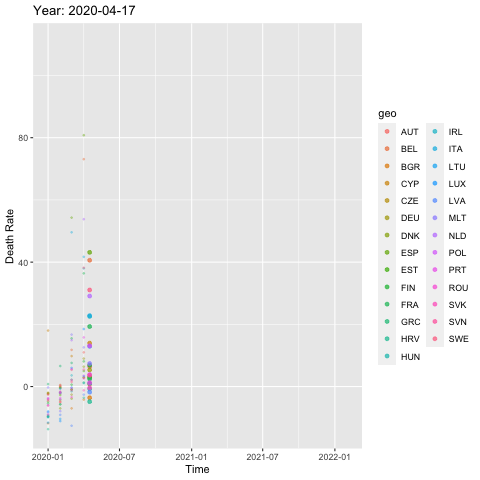 Year: 2020-04-17
Death Rate
80
40
0
2020-01
2020-07
2021-01
2021-07
2022-01
Time
geo
AUT
BEL
BGR
CYP
CZE
DEU
DNK
ESP
EST
FIN
FRA
GRC
HRV
HUN
IRL
ITA
LTU
LUX
LVA
MLT
NLD
POL
PRT
ROU
SVK
SVN
SWE